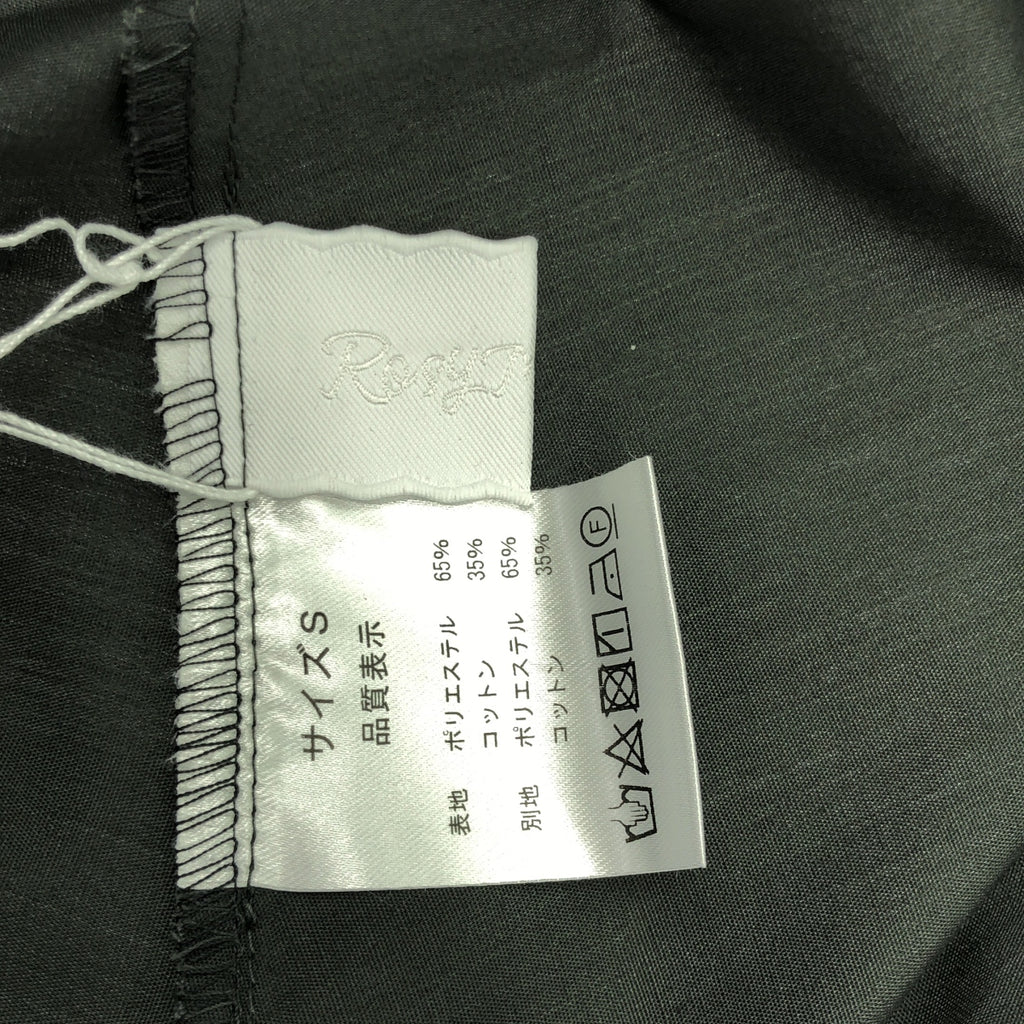 Rosy
サイズS
品質表示
表地 ポリエステル 65%
コットン 35%
別地 ポリエステル 65%
コットン 35%
F